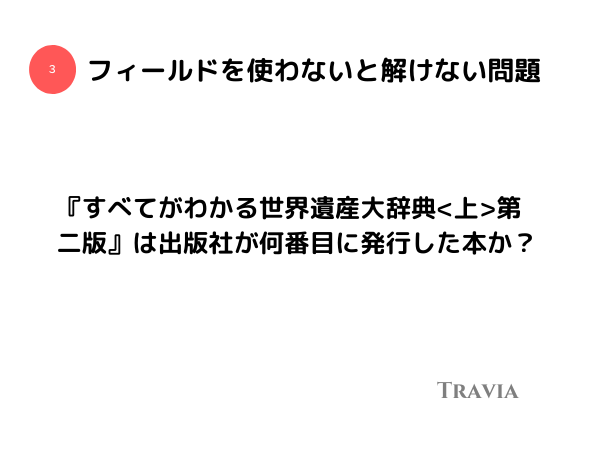 3
フィールドを使わないと解けない問題
『すべてがわかる世界遺産大辞典<上>第
二版』は出版社が何番目に発行した本か？
TRAVIA